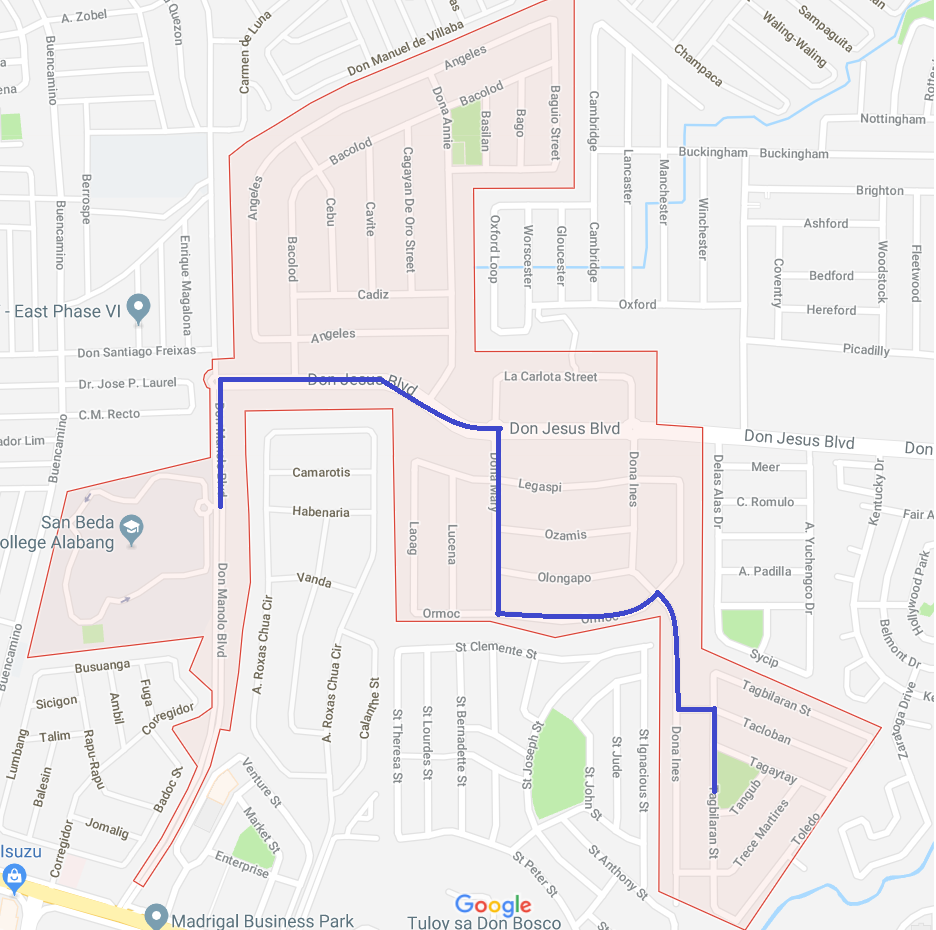 A. Zobel
Quezon
Buencamino
Carmen de Luna
Don Manuel de Villaba
Angeles
Sampaguita
Waling-Waling
Champaca
Dona Annie
Bacolod
Basilan
Bago
Baguio Street
Cambridge
Nottingham
Bacolod
Cagayan De Oro Street
Lancaster
Manchester
Buckingham
Buckingham
Berrospe
Buencamino
Angeles
Cebu
Cavite
Winchester
Brighton
Enrique Magalona
Bacolod
Oxford Loop
Worscester
Gloucester
Cambridge
Ashford
Woodstock
Fleetwood
Coventry
Bedford
- East Phase VI
Cadiz
Oxford
Hereford
Angeles
Don Santiago Freixas
Picadilly
Dr. Jose P. Laurel
Don Jesus Blvd
La Carlota Street
C.M. Recto
Don Manolo Blvd
Don Jesus Blvd
Don Jesus Blvd
Don
ador Lim
Buencamino
Camarotis
Dona Mary
Legaspi
Dona Ines
Delas Alas Dr
Meer
Kentucky Dr
C. Romulo
Habenaria
San Beda
ollege Alabang
Laoag
Lucena
Ozamis
A. Yuchengco Dr
Fair A
Vanda
Olongapo
A. Padilla
Hollywood Park
Don Manolo Blvd
A. Roxas Chua Cir
Ormoc
Ormoc
Belmont Dr
Buencamino
Busuanga
St Clemente St
Sycip
Sicigon
Ambil
Fuga
Corregidor
A. Roxas Chua Cir
Calanthe St
Tagbilaran St
Zaratoga Drive
Talim
Rapu-Rapu
St Theresa St
St Lourdes St
St Bernadette St
St Joseph St
St Jude
St Ignacious St
Dona Ines
Tacloban
Lumbang
Balesin
Badoc St
Venture St
St John St
Tagaytay
Tangub
Tagbilaran St
Jomalig
Market St
Trece Martires
Toledo
Isuzu
Corregidor
Enterprise
St Peter St
St Anthony St
Google
Madrigal Business Park
Tuloy sa Don Bosco